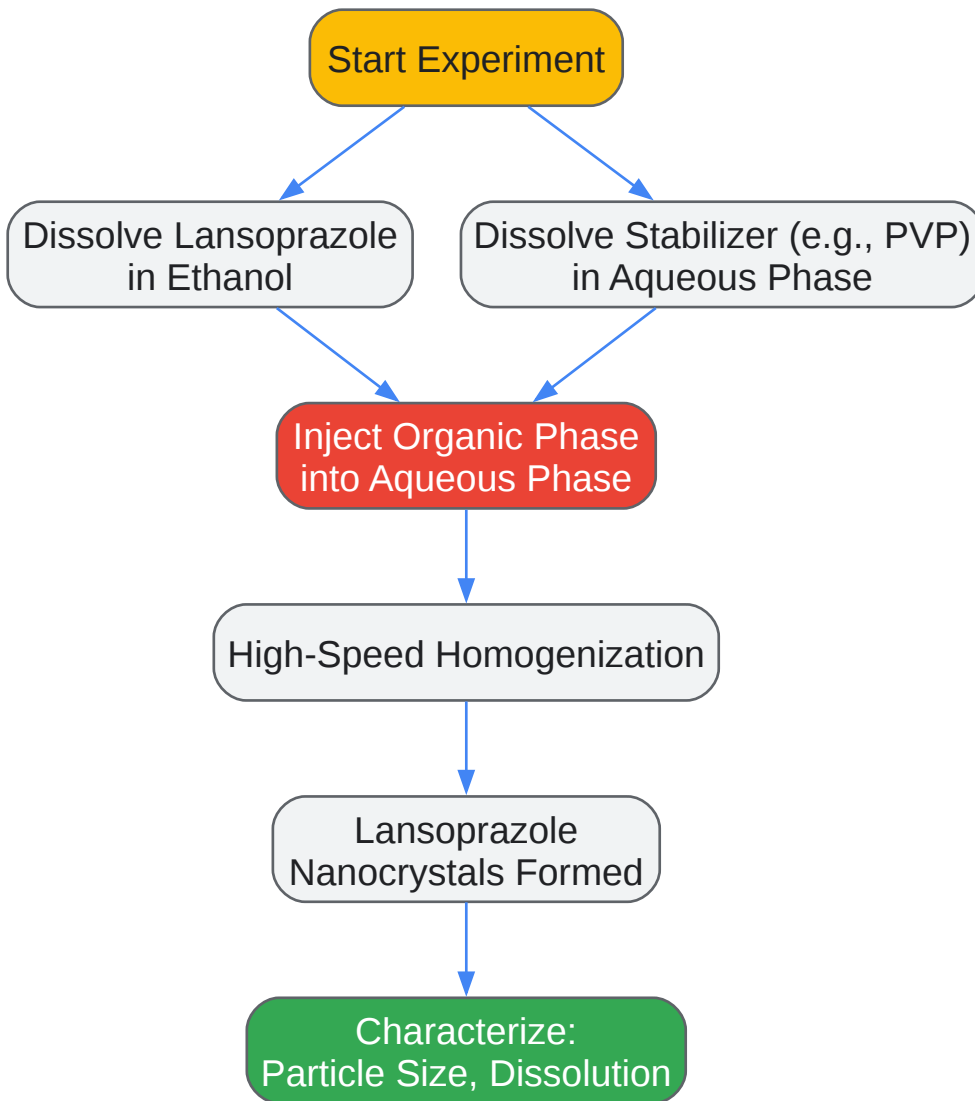 Start Experiment
Dissolve Lansoprazole
in Ethanol
Dissolve Stabilizer (e.g., PVP)
in Aqueous Phase
Inject Organic Phase
into Aqueous Phase
High-Speed Homogenization
Lansoprazole
Nanocrystals Formed
Characterize:
Particle Size, Dissolution